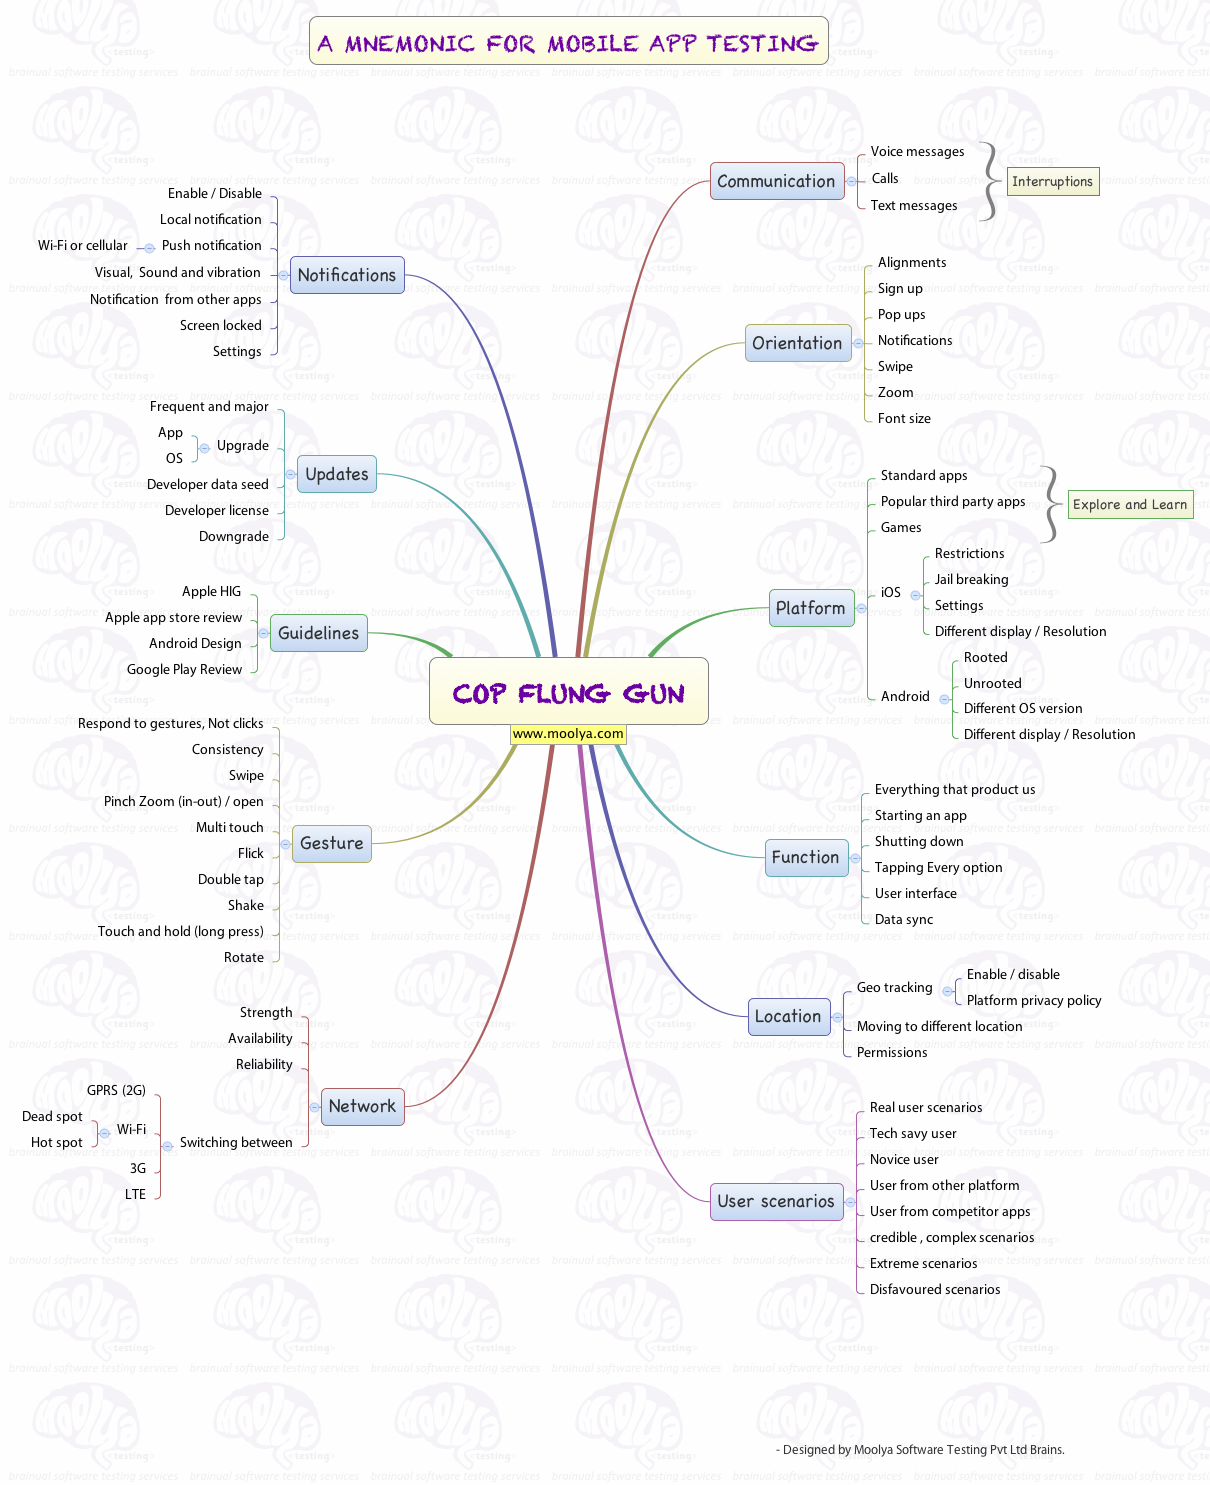 A MNEMONIC FOR MOBILE APP TESTING
COP FLUNG GUN
www.moolya.com
Communication
Voice messages
Calls
Text messages
Interruptions
Orientation
Alignments
Sign up
Pop ups
Notifications
Swipe
Zoom
Font size
Platform
Standard apps
Popular third party apps
Games
Explore and Learn
iOS
Restrictions
Jail breaking
Settings
Different display / Resolution
Android
Rooted
Unrooted
Different OS version
Different display / Resolution
Function
Everything that product us
Starting an app
Shutting down
Tapping Every option
User interface
Data sync
Location
Geo tracking
Enable / disable
Platform privacy policy
Moving to different location
Permissions
User scenarios
Real user scenarios
Tech savy user
Novice user
User from other platform
User from competitor apps
credible , complex scenarios
Extreme scenarios
Disfavoured scenarios
Notifications
Enable / Disable
Local notification
Push notification
Wi-Fi or cellular
Visual, Sound and vibration
Notification from other apps
Screen locked
Settings
Updates
Frequent and major
Upgrade
App
OS
Developer data seed
Developer license
Downgrade
Guidelines
Apple HIG
Apple app store review
Android Design
Google Play Review
Gesture
Respond to gestures, Not clicks
Consistency
Swipe
Pinch Zoom (in-out) / open
Multi touch
Flick
Double tap
Shake
Touch and hold (long press)
Rotate
Network
Strength
Availability
Reliability
Switching between
GPRS (2G)
Wi-Fi
Dead spot
Hot spot
3G
LTE
- Designed by Moolya Software Testing Pvt Ltd Brains.
moolya
testing>
brainual software testing services